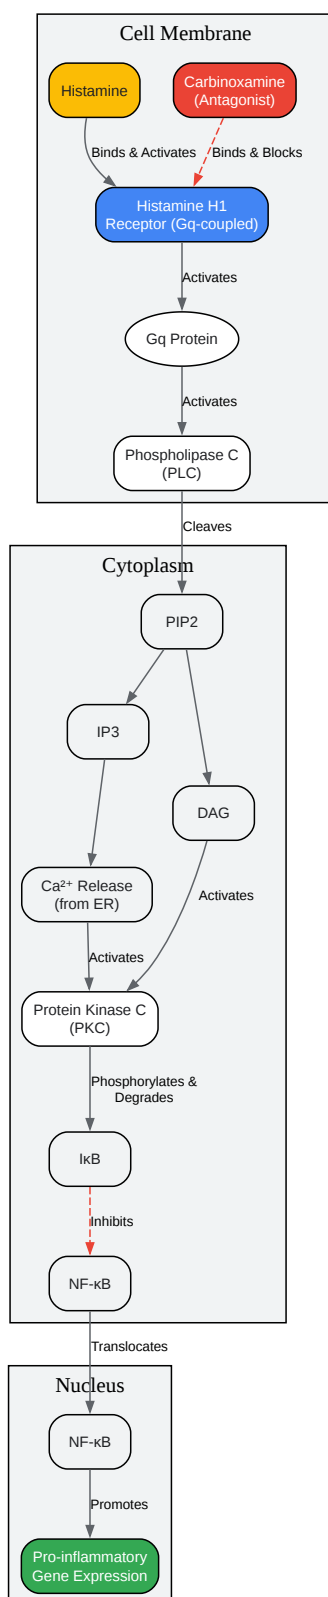 Cell Membrane
Histamine
Carbinoxamine
(Antagonist)
Binds & Activates
Binds & Blocks
Histamine H1
Receptor (Gq-coupled)
Activates
Gq Protein
Activates
Phospholipase C
(PLC)
Cleaves
Cytoplasm
PIP2
IP3
DAG
Ca²⁺ Release
(from ER)
Activates
Activates
Protein Kinase C
(PKC)
Phosphorylates &
Degrades
IκB
Inhibits
NF-κB
Translocates
Nucleus
NF-κB
Promotes
Pro-inflammatory
Gene Expression